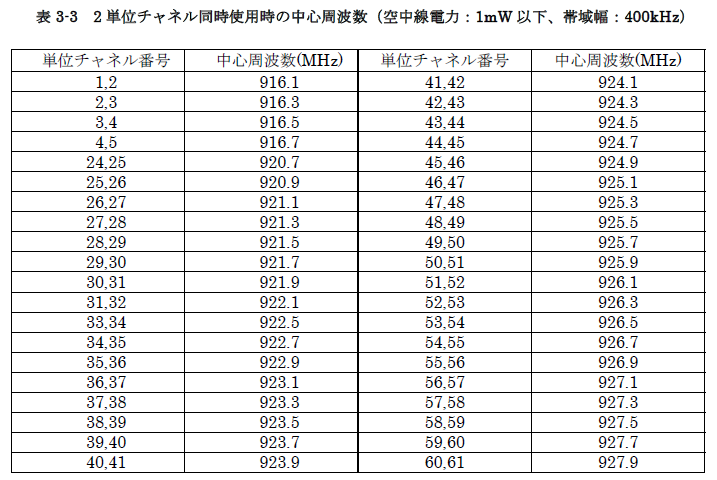 表 3-3　2 単位チャネル同時使用時の中心周波数（空中線電力：1mW 以下、帯域幅：400kHz）
単位チャネル番号 中心周波数(MHz) 単位チャネル番号 中心周波数(MHz)
1,2 916.1 41,42 924.1
2,3 916.3 42,43 924.3
3,4 916.5 43,44 924.5
4,5 916.7 44,45 924.7
24,25 920.7 45,46 924.9
25,26 920.9 46,47 925.1
26,27 921.1 47,48 925.3
27,28 921.3 48,49 925.5
28,29 921.5 49,50 925.7
29,30 921.7 50,51 925.9
30,31 921.9 51,52 926.1
31,32 922.1 52,53 926.3
33,34 922.5 53,54 926.5
34,35 922.7 54,55 926.7
35,36 922.9 55,56 926.9
36,37 923.1 56,57 927.1
37,38 923.3 57,58 927.3
38,39 923.5 58,59 927.5
39,40 923.7 59,60 927.7
40,41 923.9 60,61 927.9